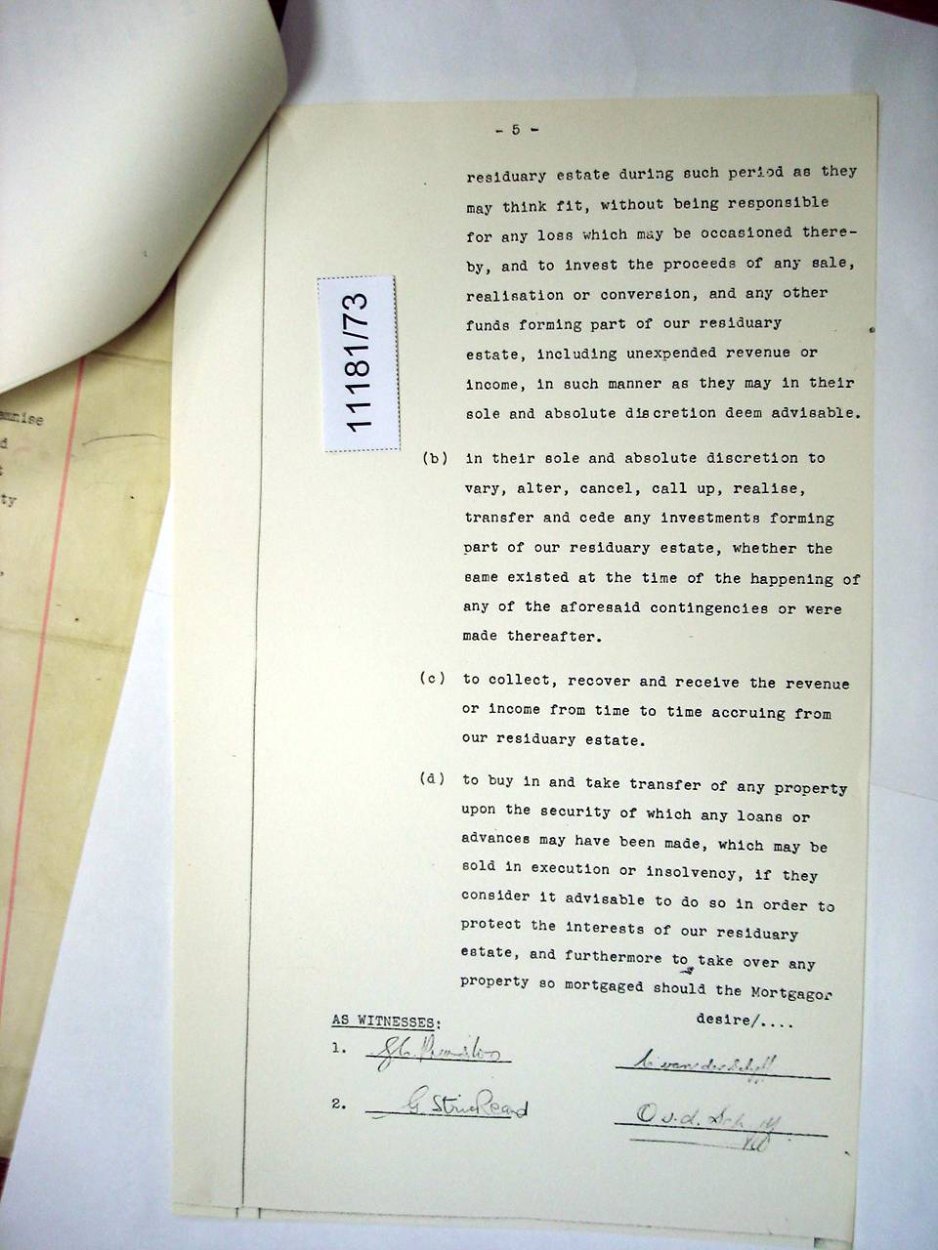 - 5 -
residuary estate during such period as they
may think fit, without being responsible
for any loss which may be occasioned there-
by, and to invest the proceeds of any sale,
realisation or conversion, and any other
funds forming part of our residuary
estate, including unexpended revenue or
income, in such manner as they may in their
sole and absolute discretion deem advisable.
11181/73
(b) in their sole and absolute discretion to
vary, alter, cancel, call up, realise,
transfer and cede any investments forming
part of our residuary estate, whether the
same existed at the time of the happening of
any of the aforesaid contingencies or were
made thereafter.
(c) to collect, recover and receive the revenue
or income from time to time accruing from
our residuary estate.
(d) to buy in and take transfer of any property
upon the security of which any loans or
advances may have been made, which may be
sold in execution or insolvency, if they
consider it advisable to do so in order to
protect the interests of our residuary
estate, and furthermore to take over any
property so mortgaged should the Mortgagor
desire/....
AS WITNESSES:
1.
2. G Strickland
O v.d. Schyff
ty